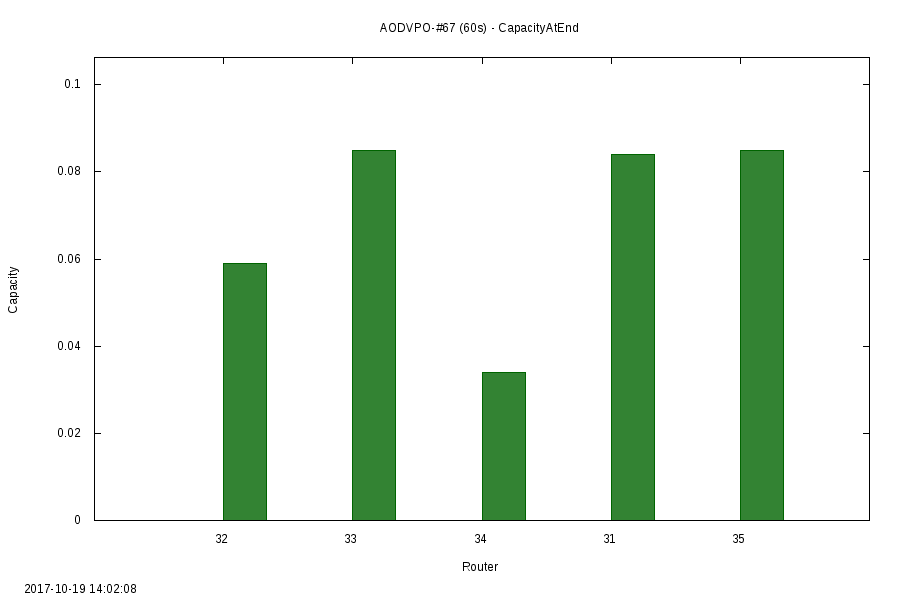 AODVPO-#67 (60s) - CapacityAtEnd
0.1
0.08
0.06
0.04
0.02
0
Capacity
32 33 34 31 35
Router
2017-10-19 14:02:08